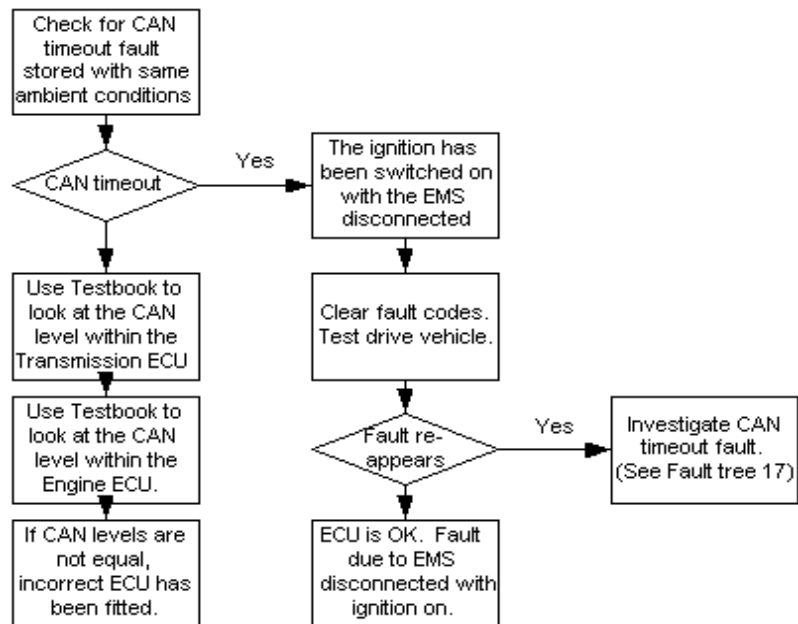 Check for CAN
timeout fault
stored with same
ambient conditions
CAN timeout
Yes
The ignition has
been switched on
with the EMS
disconnected
Use Testbook to
look at the CAN
level within the
Transmission ECU
Clear fault codes.
Test drive vehicle.
Use Testbook to
look at the CAN
level within the
Engine ECU.
Fault re-
appears
Yes
Investigate CAN
timeout fault.
(See Fault tree 17)
If CAN levels are
not equal,
incorrect ECU has
been fitted.
ECU is OK. Fault
due to EMS
disconnected with
ignition on.